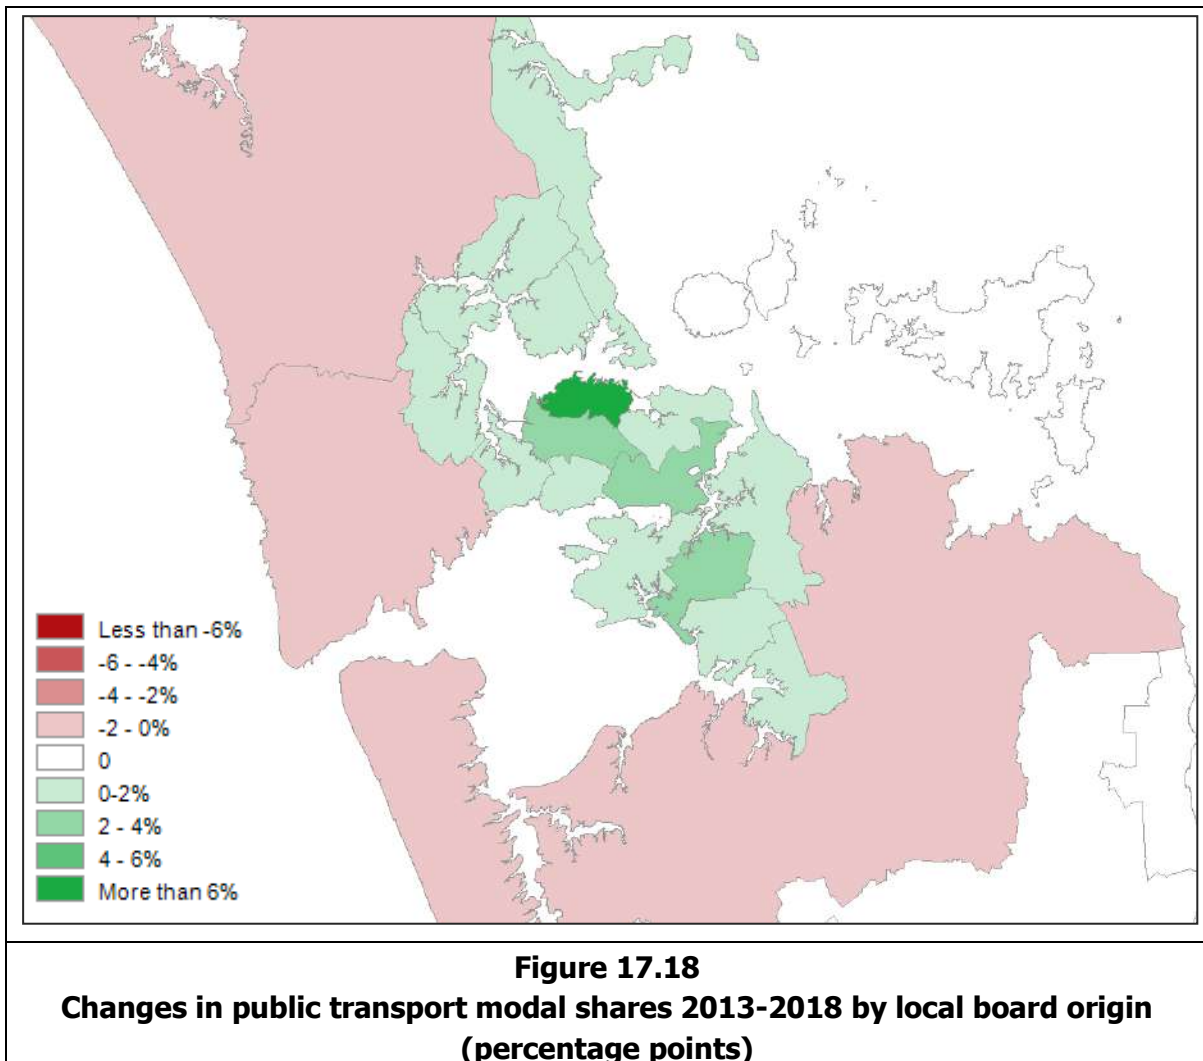 Less than -6%
-6 - -4%
-4 - -2%
-2 - 0%
0
0-2%
2 - 4%
4 - 6%
More than 6%
Figure 17.18
Changes in public transport modal shares 2013-2018 by local board origin
(percentage points)